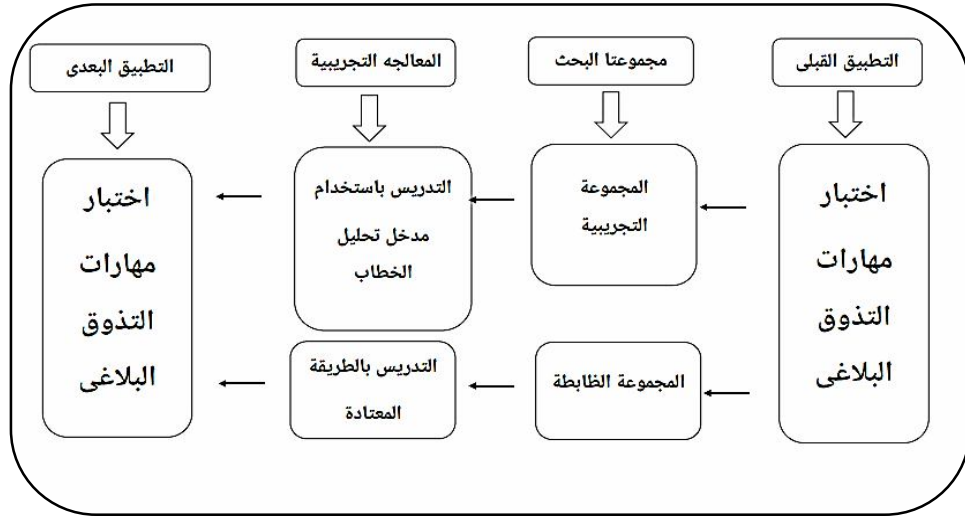 التطبيق القبلى
مجموعتا البحث
المعالجه التجريبية
التطبيق البعدى
اختبار
مهارات
التذوق
البلاغى
المجموعة
التجريبية
التدريس باستخدام
مدخل تحليل
الخطاب
المجموعة الظابطة
التدريس بالطريقة
المعتادة
اختبار
مهارات
التذوق
البلاغى